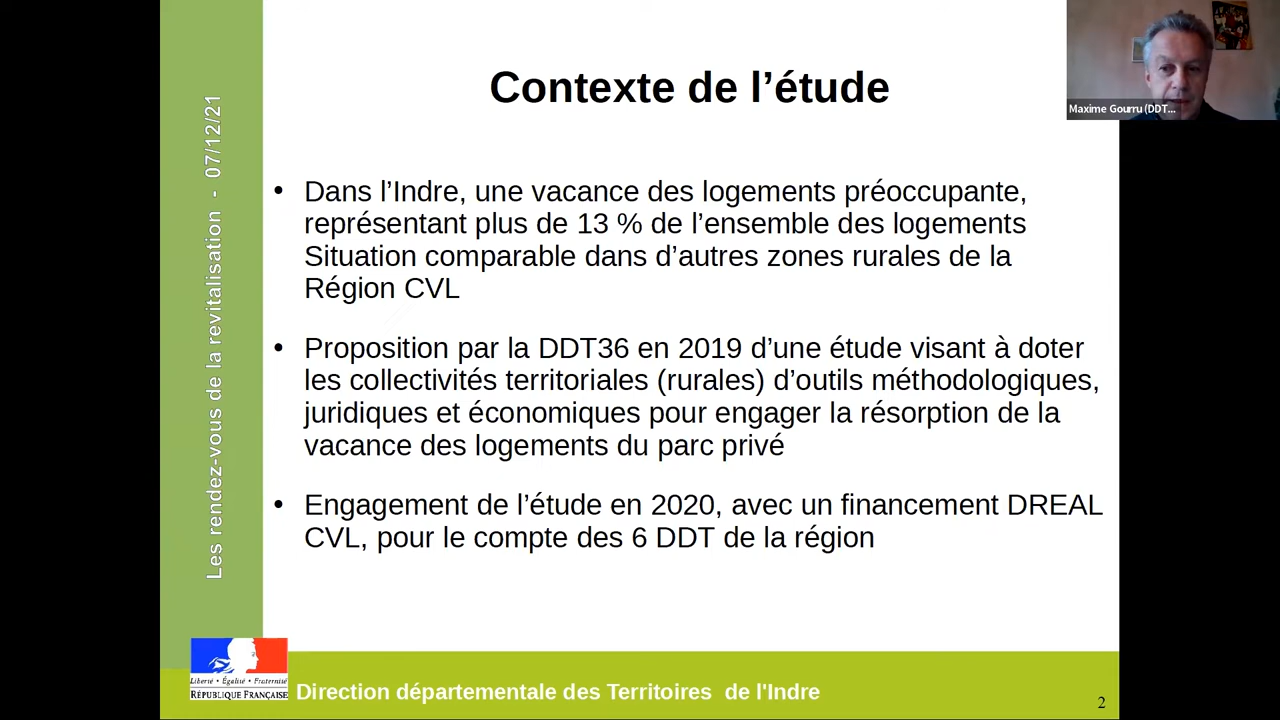 Contexte de l’étude
Maxime Gourru (DDT...
Les rendez-vous de la revitalisation - 07/12/21
• Dans l’Indre, une vacance des logements préoccupante,
représentant plus de 13 % de l’ensemble des logements
Situation comparable dans d’autres zones rurales de la
Région CVL
• Proposition par la DDT36 en 2019 d’une étude visant à doter
les collectivités territoriales (rurales) d’outils méthodologiques,
juridiques et économiques pour engager la résorption de la
vacance des logements du parc privé
• Engagement de l’étude en 2020, avec un financement DREAL
CVL, pour le compte des 6 DDT de la région
Liberté • Égalité • Fraternité
RÉPUBLIQUE FRANÇAISE
Direction départementale des Territoires de l'Indre
2